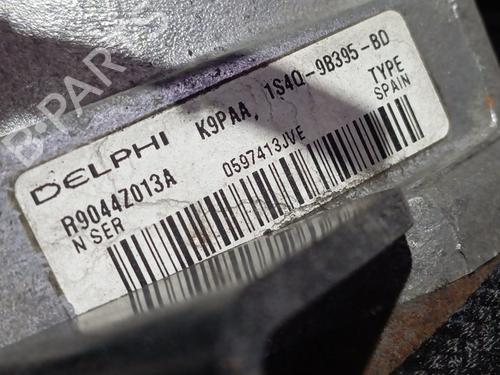 DELPHI K9PAA, 1S4Q-9B395-BD
R9044Z013A 0597413JVE TYPE
N SER SPAIN
B-PARTS